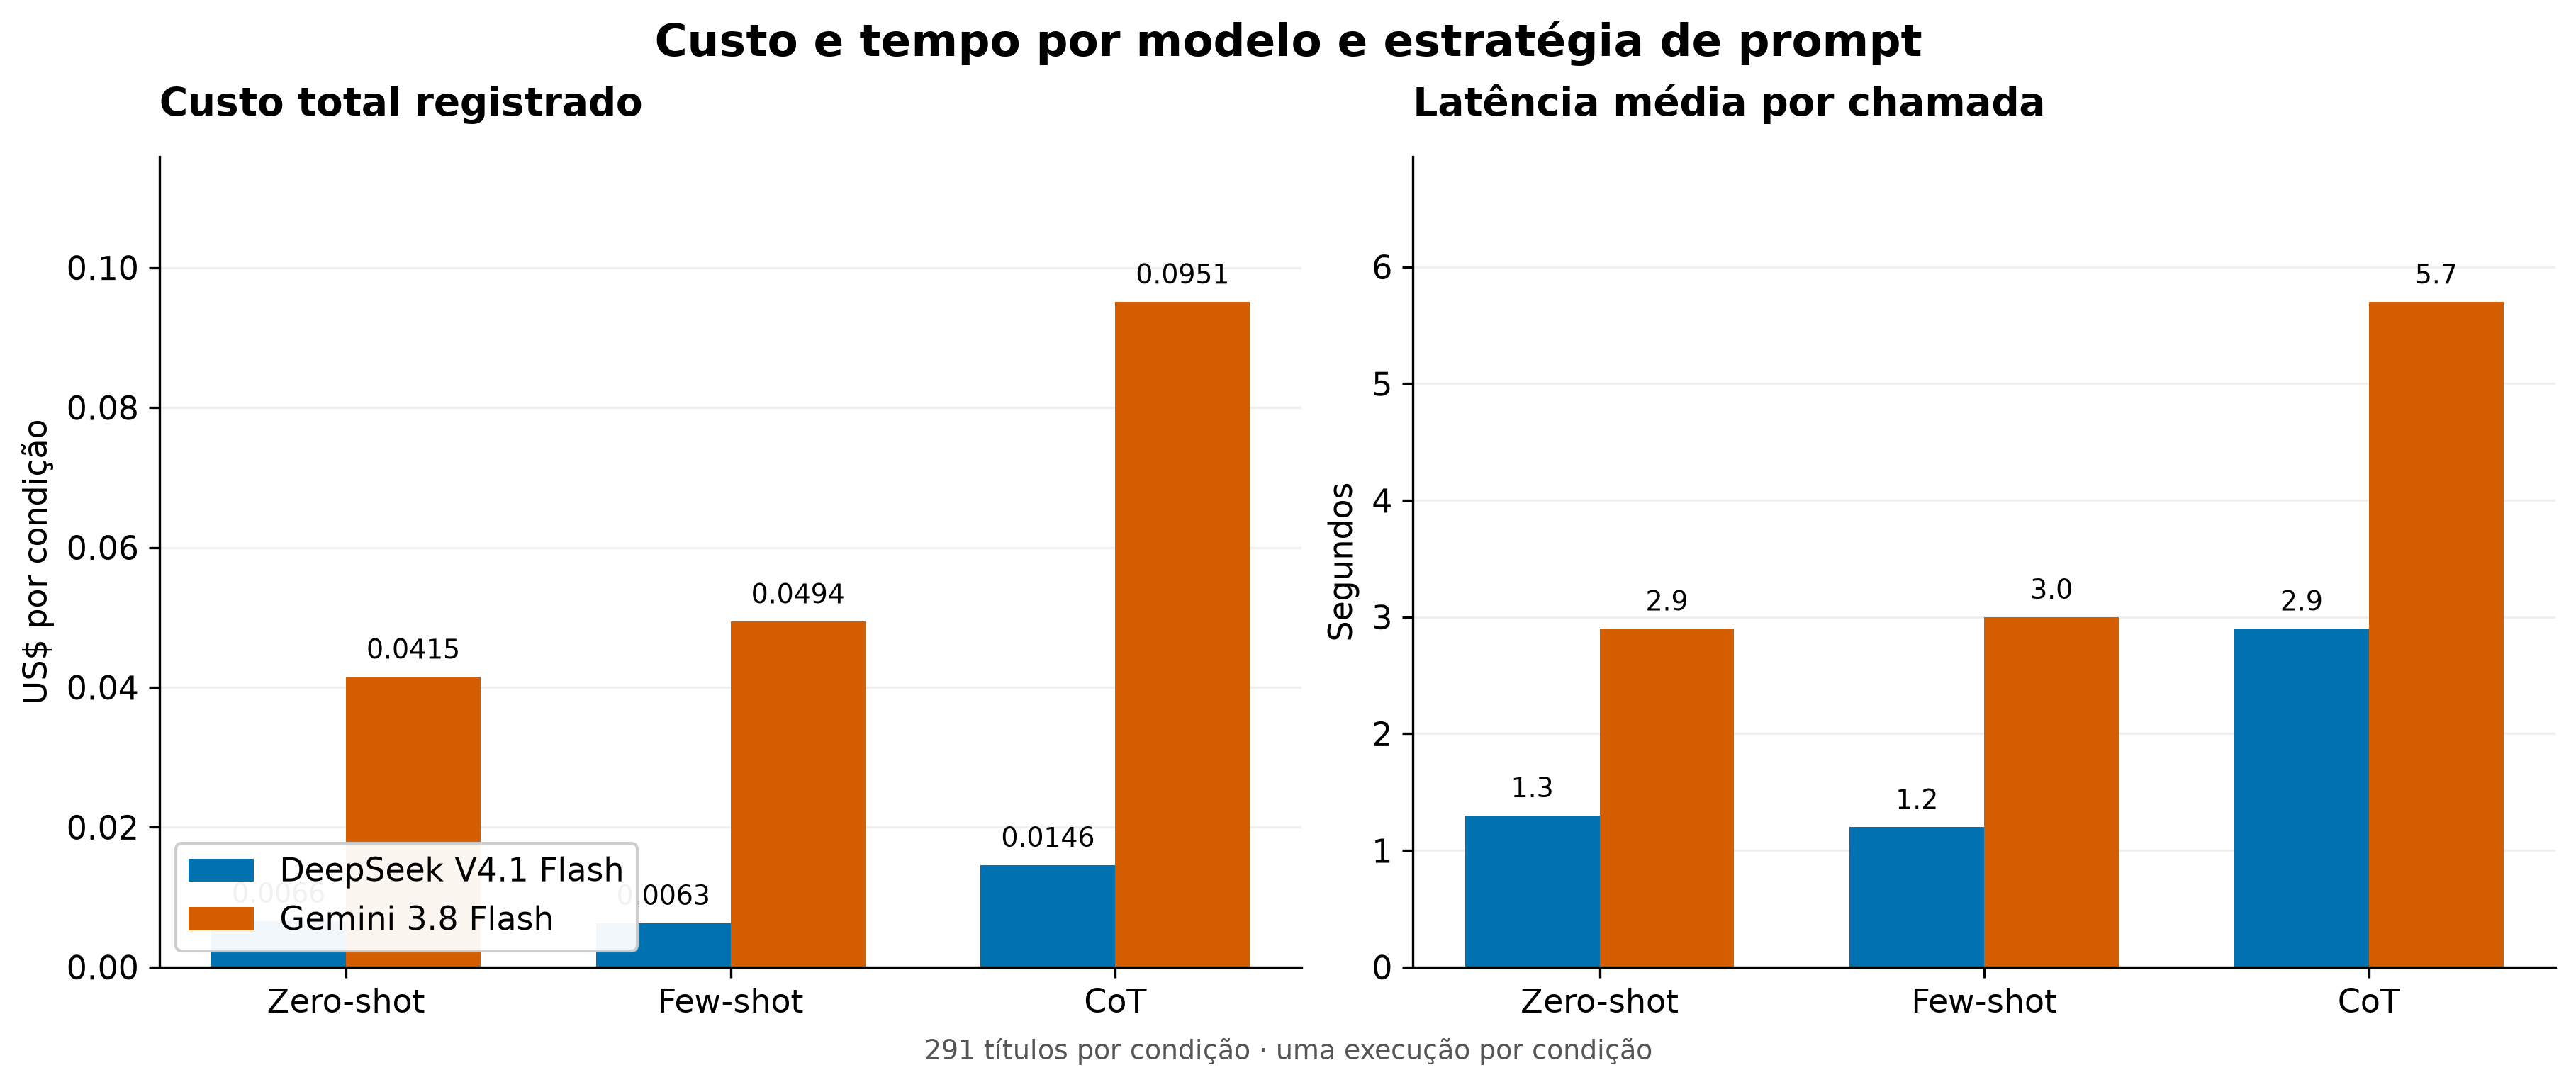 Custo e tempo por modelo e estratégia de prompt
Custo total registrado
US$ por condição
0.10
0.08
0.06
0.04
0.02
0.00
0.0066
0.0415
0.0063
0.0494
0.0146
0.0951
DeepSeek V4.1 Flash
Gemini 3.8 Flash
Zero-shot
Few-shot
CoT
Latência média por chamada
Segundos
6
5
4
3
2
1
0
1.3
2.9
1.2
3.0
2.9
5.7
Zero-shot
Few-shot
CoT
291 títulos por condição · uma execução por condição